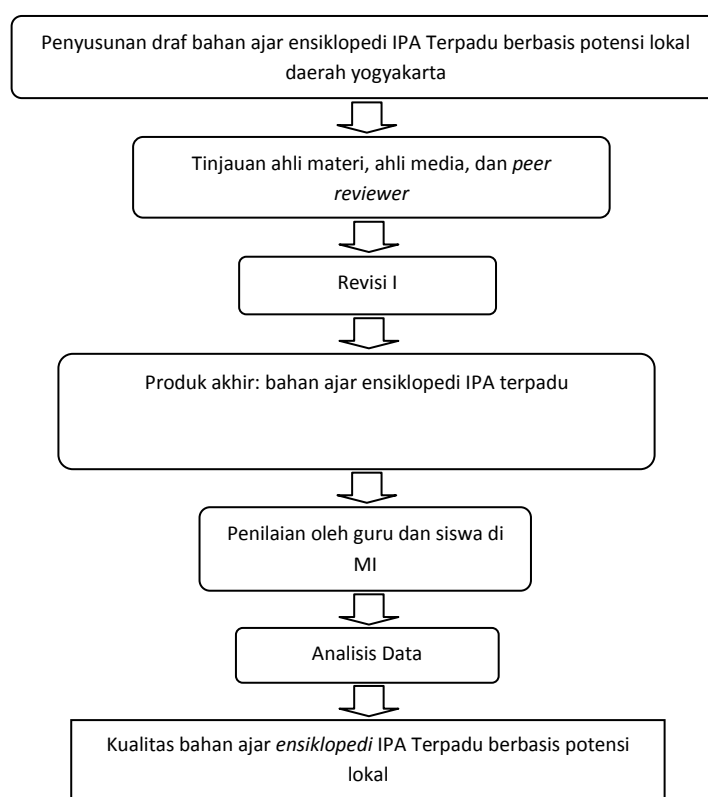 Penyusunan draf bahan ajar ensiklopedi IPA Terpadu berbasis potensi lokal
daerah yogyakarta
Tinjauan ahli materi, ahli media, dan peer
reviewer
Revisi I
Produk akhir: bahan ajar ensiklopedi IPA terpadu
Penilaian oleh guru dan siswa di
MI
Analisis Data
Kualitas bahan ajar ensiklopedi IPA Terpadu berbasis potensi
lokal